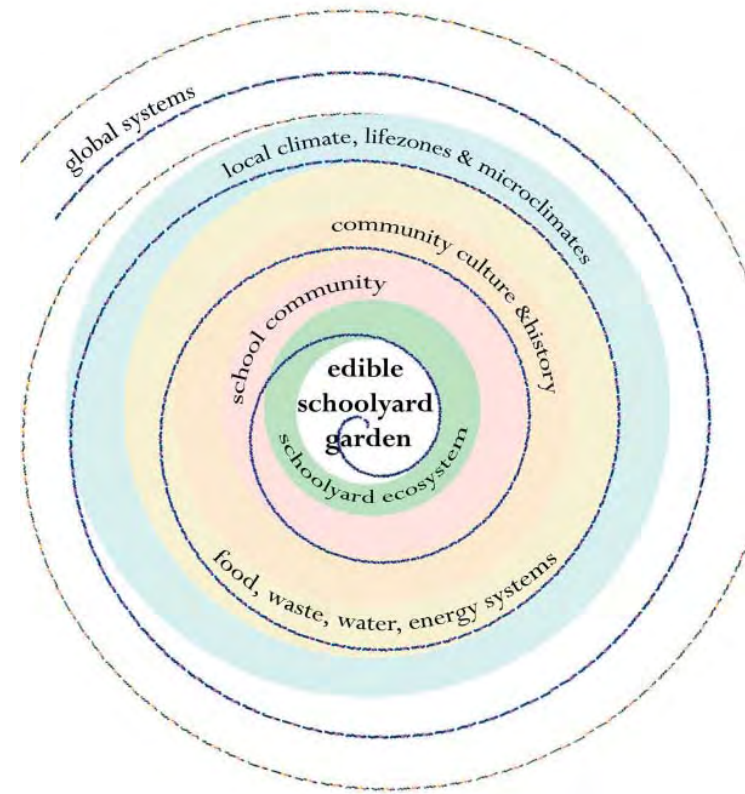 global systems
local climate, lifezones & microclimates
community culture &history
school community
edible
schoolyard
garden
schoolyard ecosystem
food, waste, water, energy systems